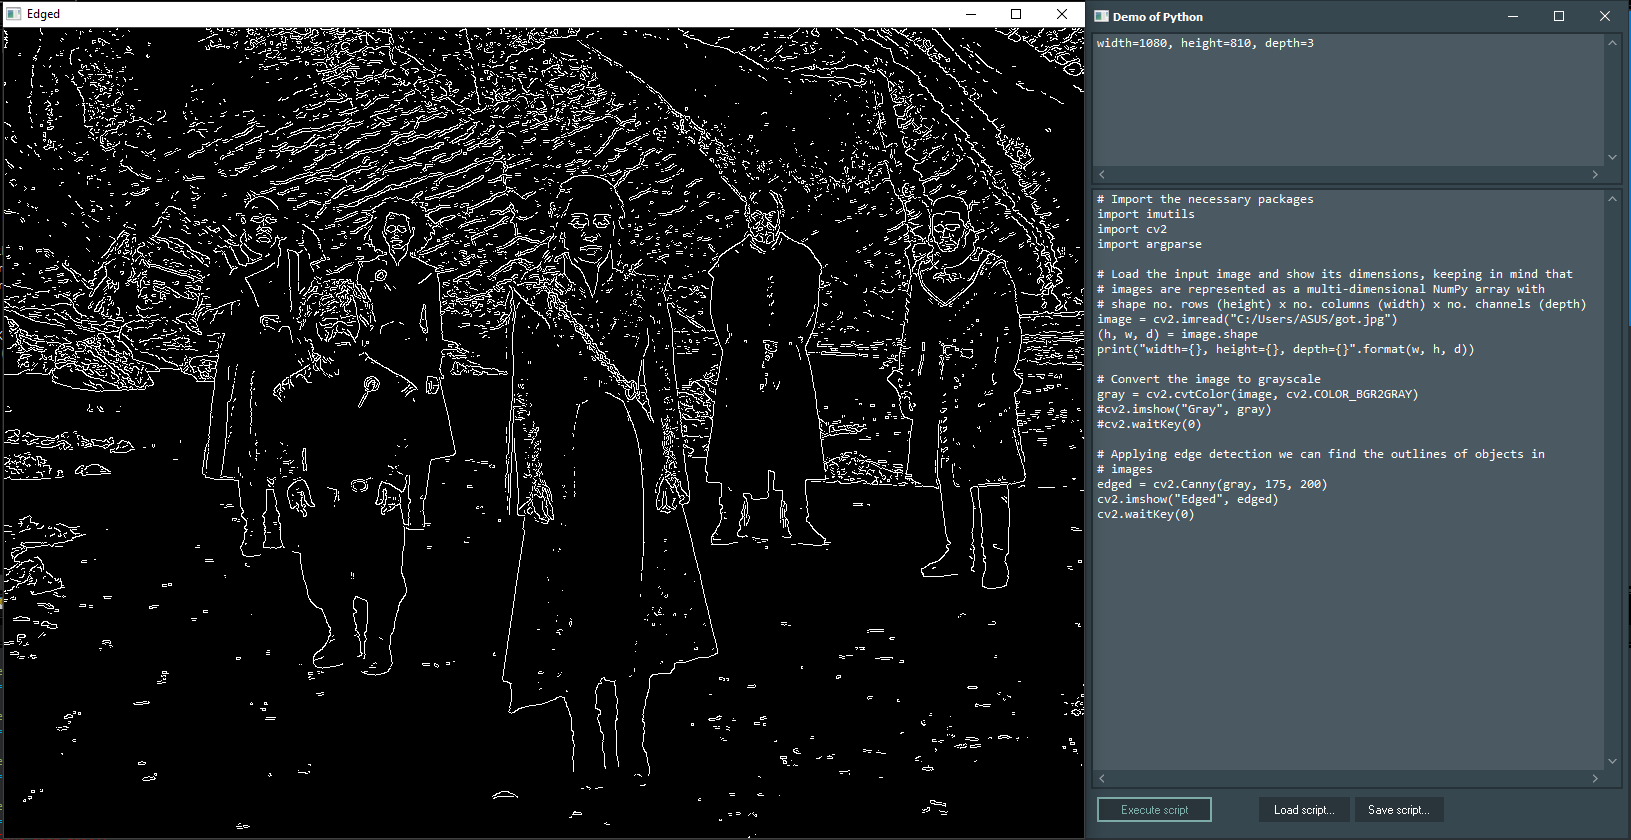 Edged
Demo of Python
width=1080, height=810, depth=3
# Import the necessary packages
import imutils
import cv2
import argparse
# Load the input image and show its dimensions, keeping in mind that
# images are represented as a multi-dimensional NumPy array with
# shape no. rows (height) x no. columns (width) x no. channels (depth)
image = cv2.imread("C:/Users/ASUS/got.jpg")
(h, w, d) = image.shape
print("width={}, height={}, depth={}".format(w, h, d))
# Convert the image to grayscale
gray = cv2.cvtColor(image, cv2.COLOR_BGR2GRAY)
#cv2.imshow("Gray", gray)
#cv2.waitKey(0)
# Applying edge detection we can find the outlines of objects in
# images
edged = cv2.Canny(gray, 175, 200)
cv2.imshow("Edged", edged)
cv2.waitKey(0)
Execute script
Load script...
Save script...